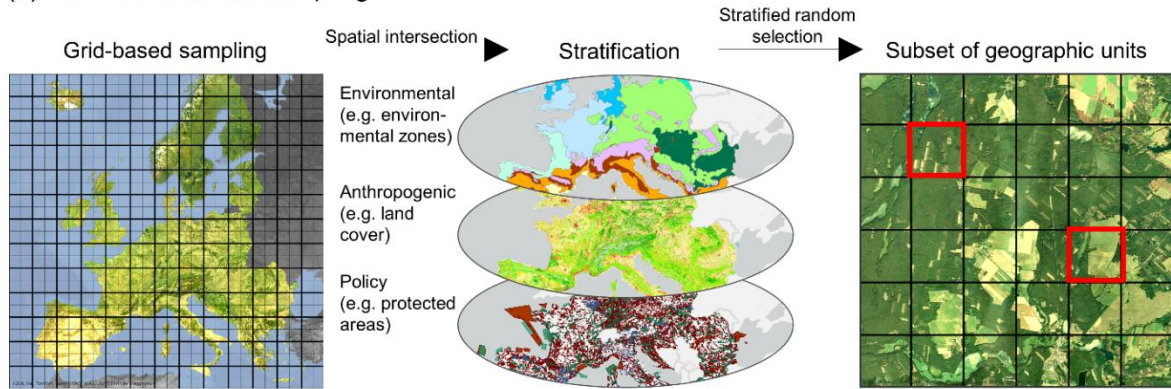 Grid-based sampling
Spatial intersection
Stratification
Stratified random
selection
Subset of geographic units
Environmental
(e.g. environ-
mental zones)
Anthropogenic
(e.g. land
cover)
Policy
(e.g. protected
areas)